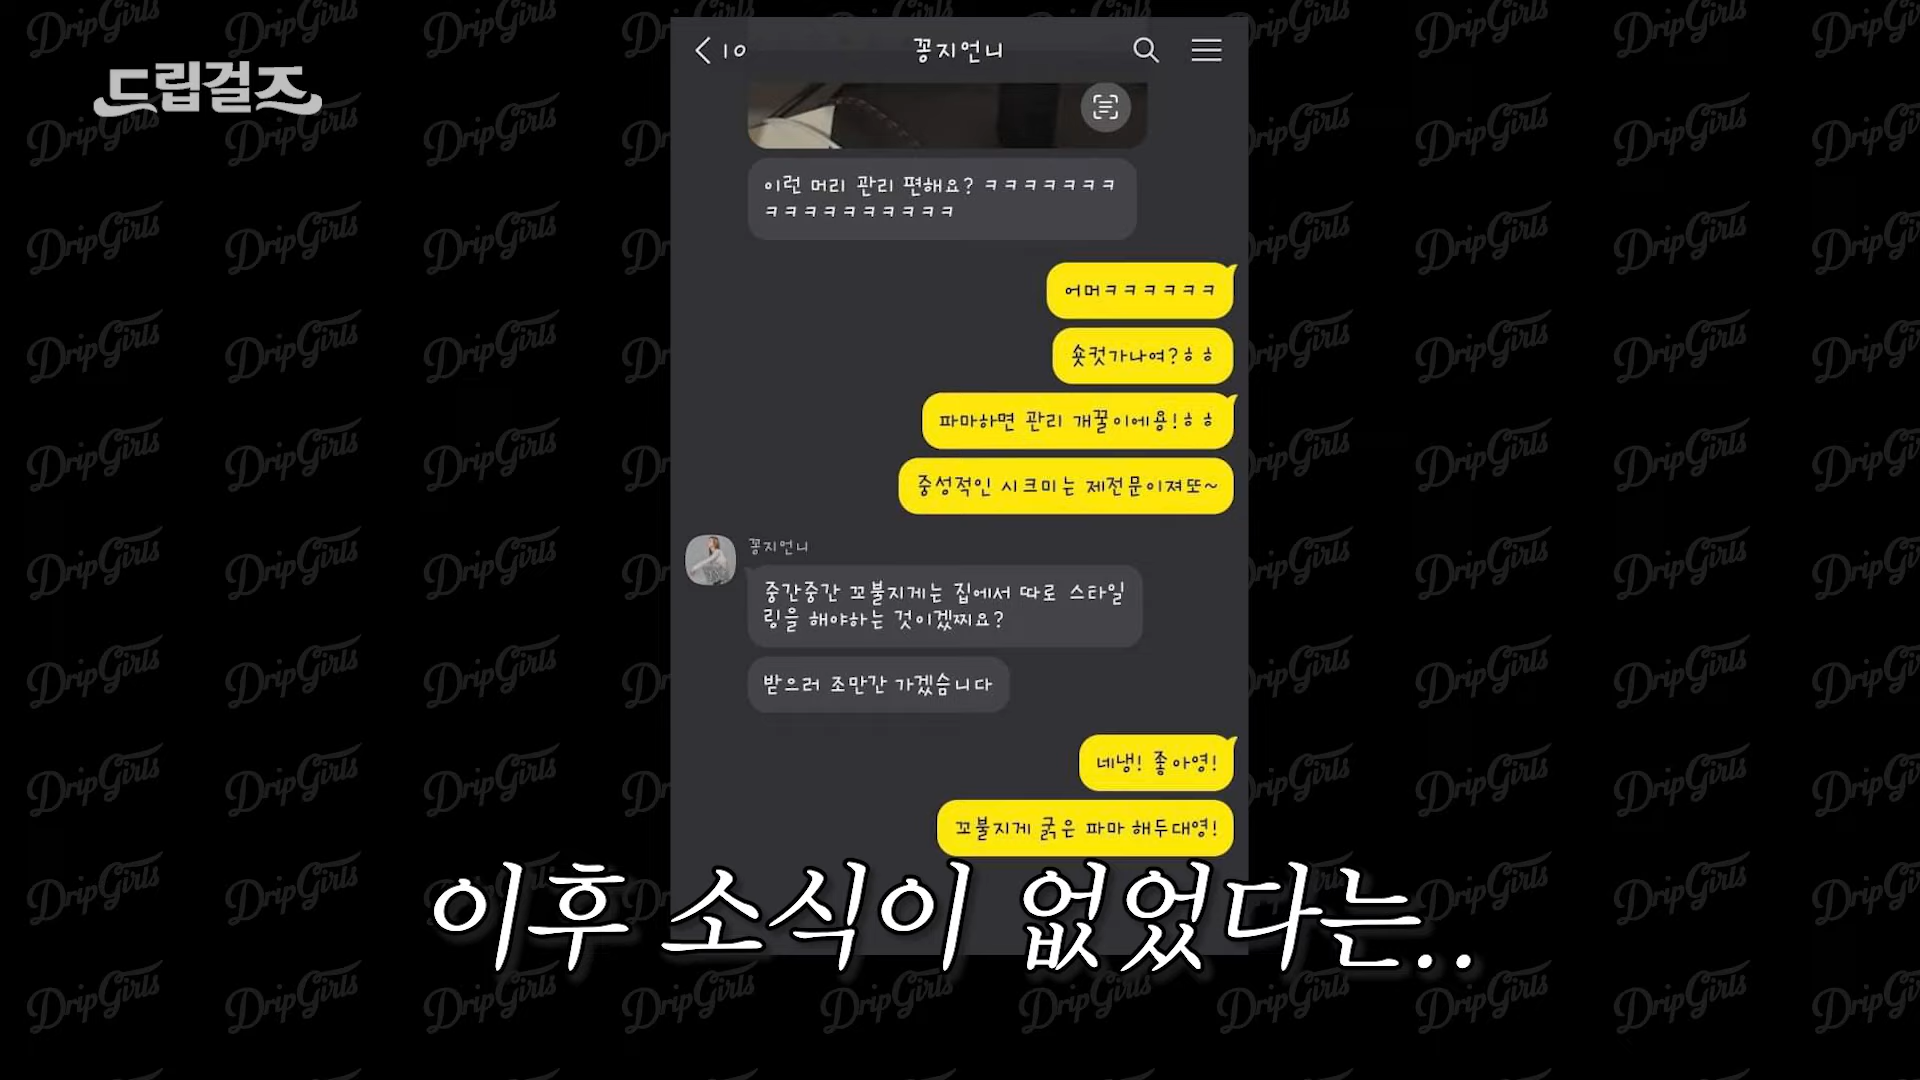 드립걸즈
10
꽁지언니
이런 머리 관리 편해요? ㅋㅋㅋㅋㅋㅋㅋ
ㅋㅋㅋㅋㅋㅋㅋㅋㅋㅋ
어머ㅋㅋㅋㅋㅋㅋ
숏컷가나여?ㅎㅎ
파마하면 관리 개꿀이에용!ㅎㅎ
중성적인 시크미는 제전문이져또~
꽁지언니
중간중간 꼬불지게는 집에서 따로 스타일
링을 해야하는 것이겠찌요?
받으러 조만간 가겠슴니다
네냉! 좋아영!
꼬불지게 굵은 파마 해두대영!
이후 소식이 없었다는..
DripGirls